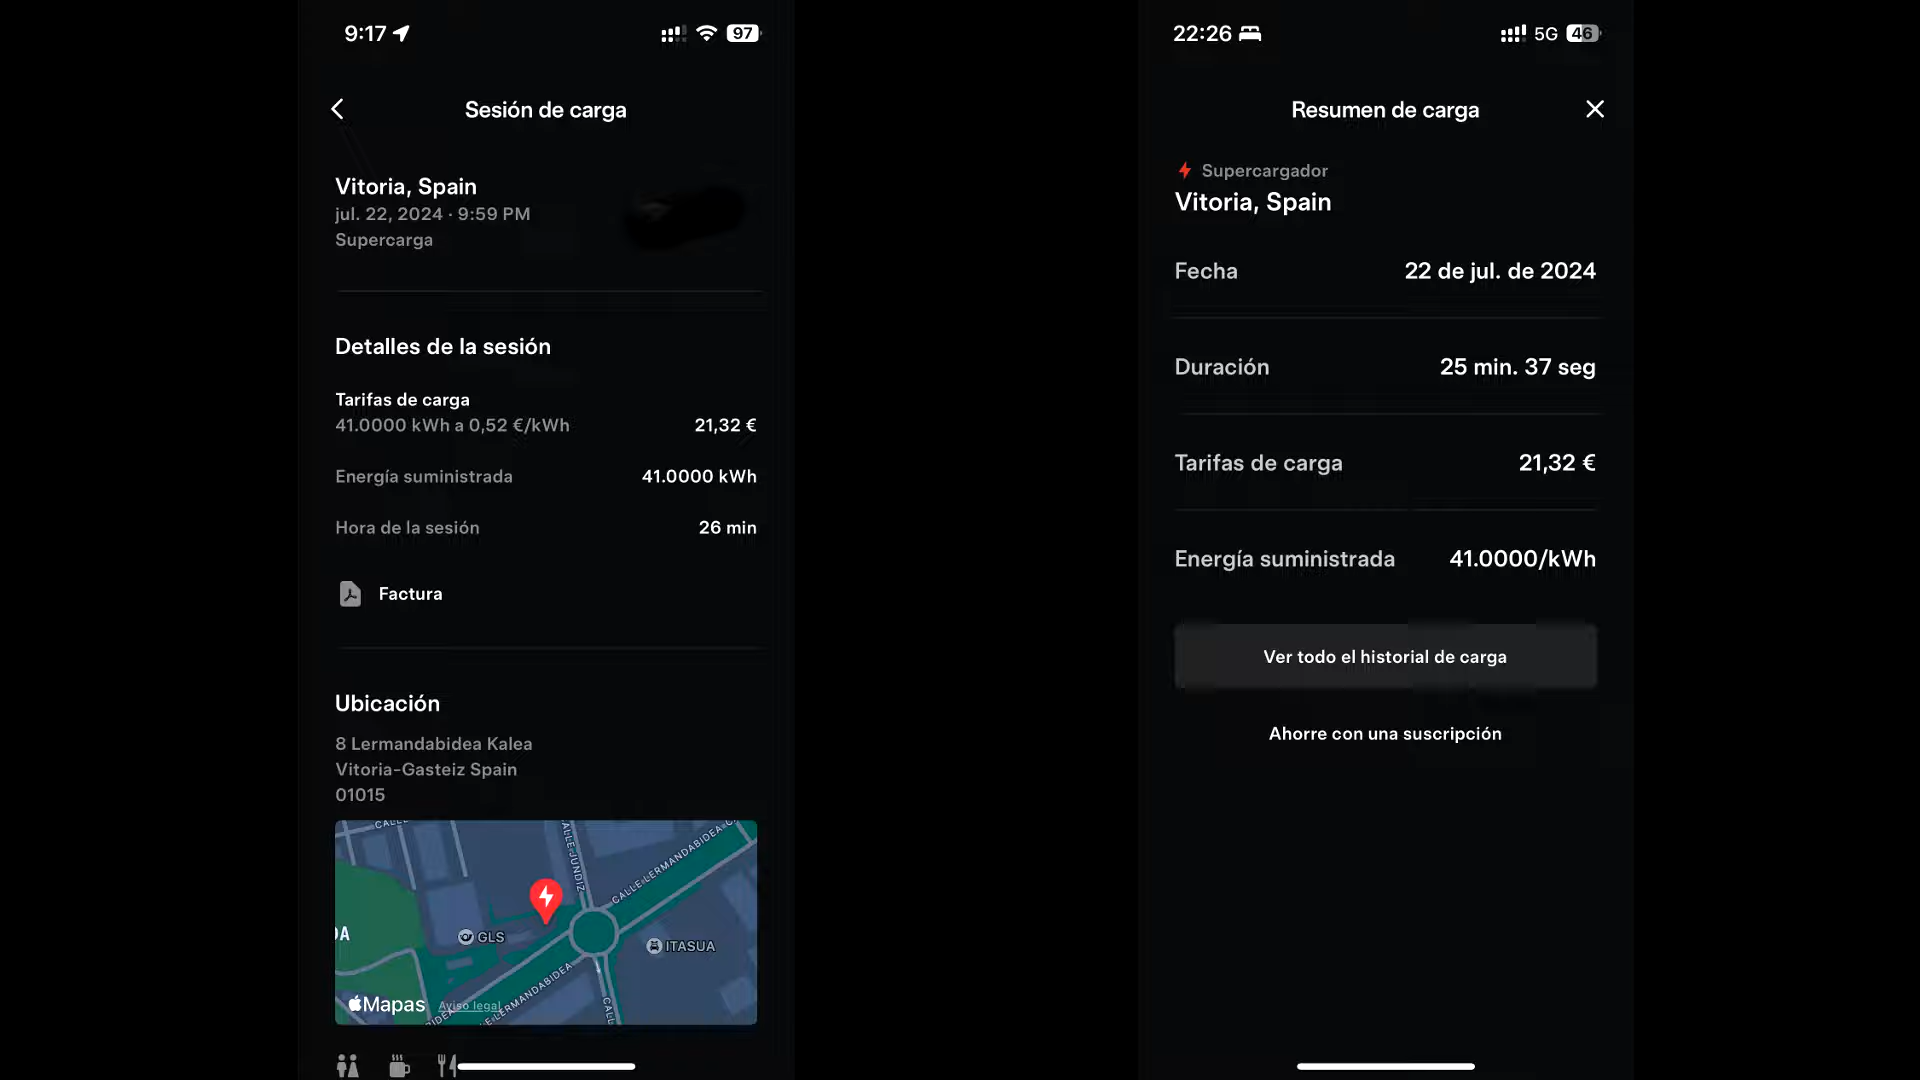 9:17
97
Sesión de carga
Vitoria, Spain
jul. 22, 2024 · 9:59 PM
Supercarga
Detalles de la sesión
Tarifas de carga
41.0000 kWh a 0,52 €/kWh 21,32 €
Energía suministrada 41.0000 kWh
Hora de la sesión 26 min
Factura
Ubicación
8 Lermandabidea Kalea
Vitoria-Gasteiz Spain
01015
CALLE JUNDIZ
CALLE LERMANDABIDEA
GLS
ITASUA
Mapas
Aviso legal
22:26
5G 46
Resumen de carga
Supercargador
Vitoria, Spain
Fecha 22 de jul. de 2024
Duración 25 min. 37 seg
Tarifas de carga 21,32 €
Energía suministrada 41.0000/kWh
Ver todo el historial de carga
Ahorre con una suscripción